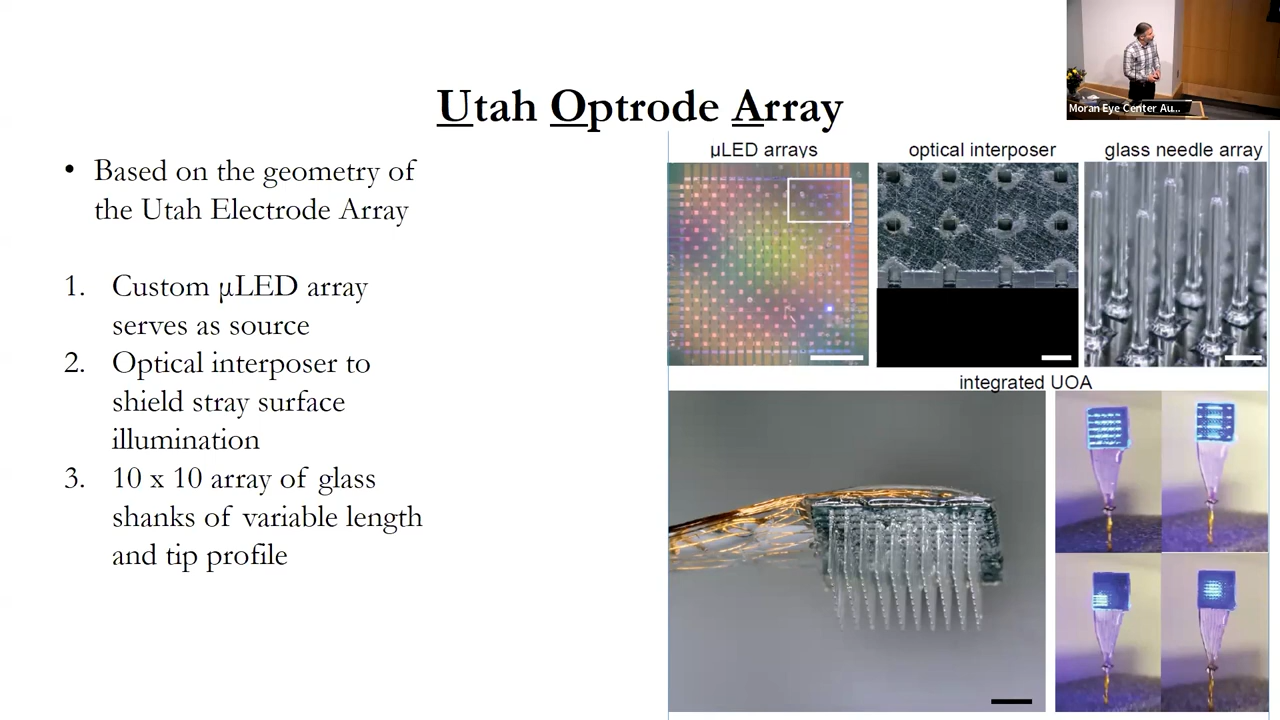 Moran Eye Center Au...
Utah Optrode Array
• Based on the geometry of
the Utah Electrode Array
1. Custom µLED array
serves as source
2. Optical interposer to
shield stray surface
illumination
3. 10 x 10 array of glass
shanks of variable length
and tip profile
µLED arrays
optical interposer
glass needle array
integrated UOA